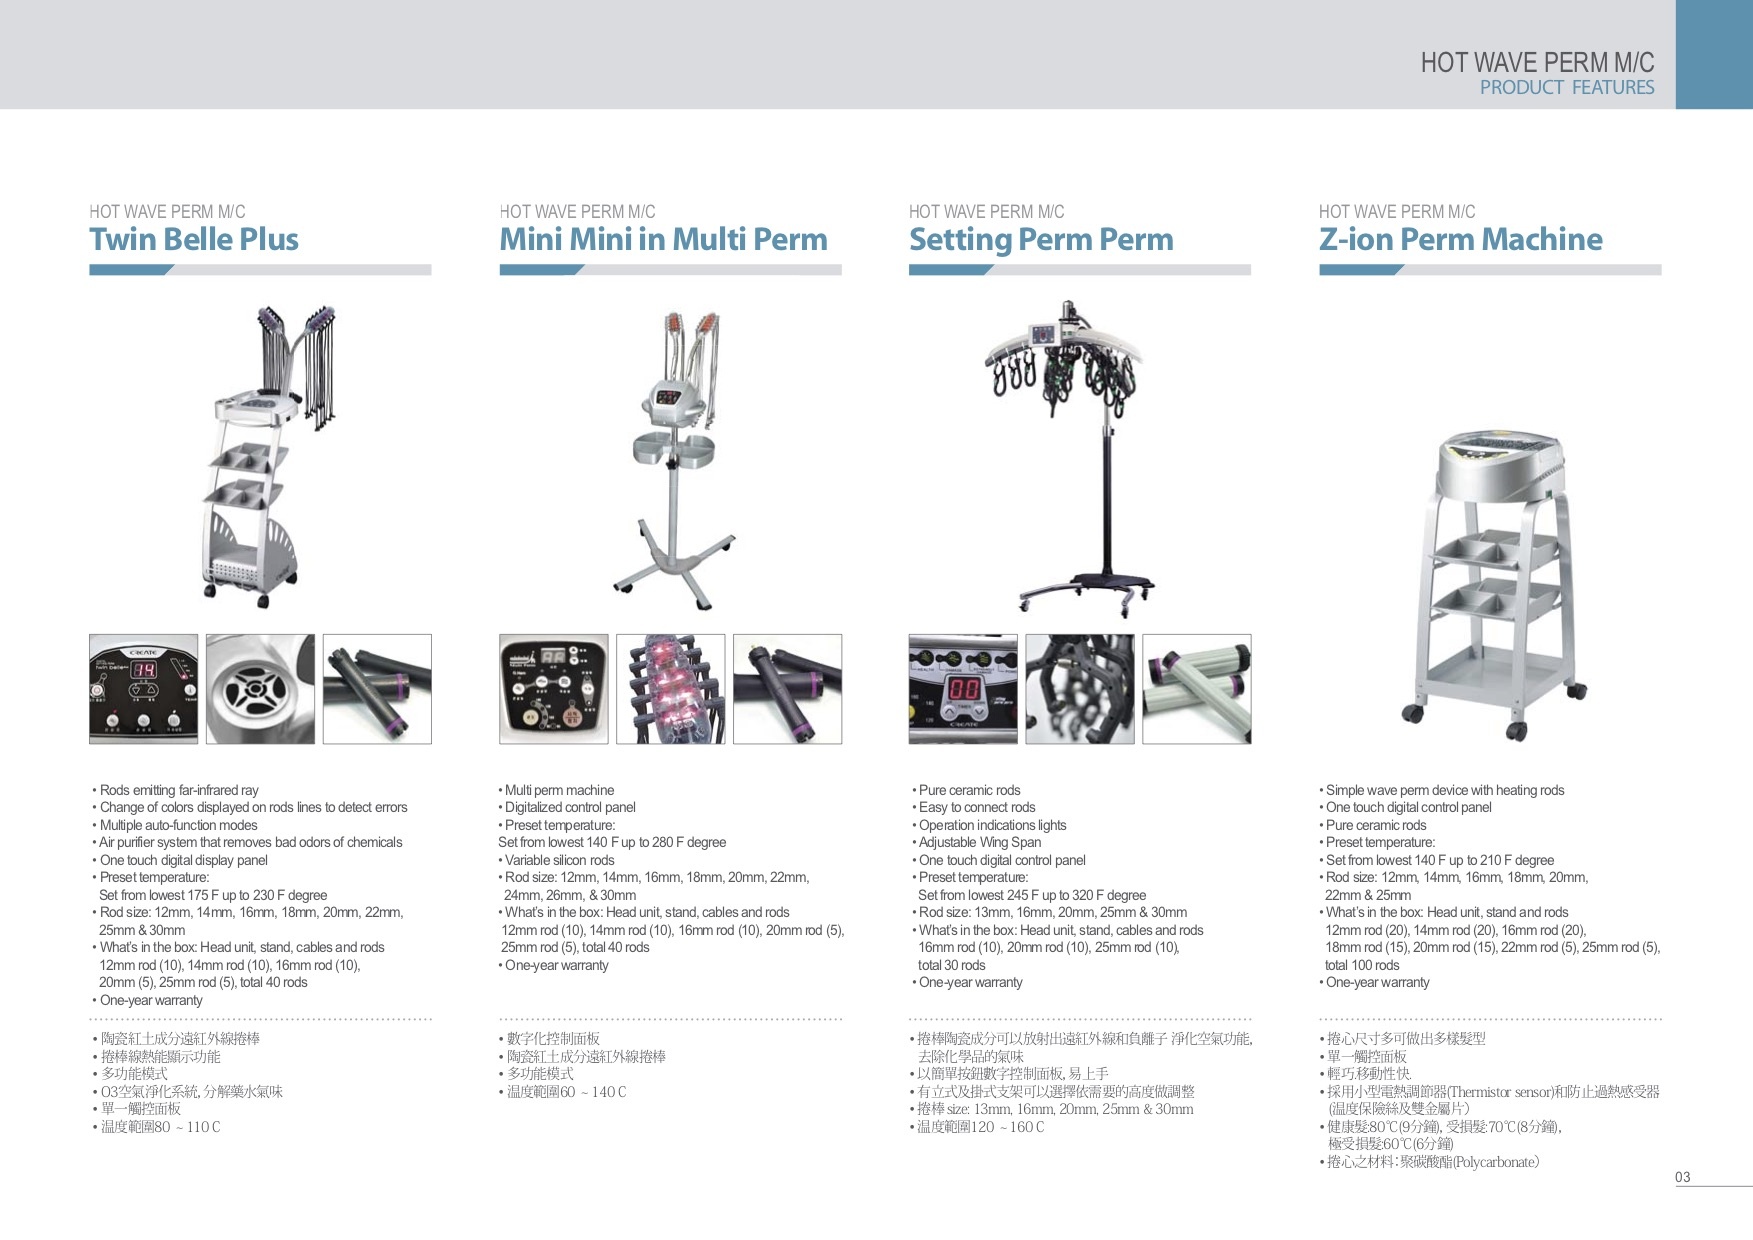 HOT WAVE PERM M/C
PRODUCT FEATURES
HOT WAVE PERM M/C
Twin Belle Plus
CREATE
14
• Rods emitting far-infrared ray
• Change of colors displayed on rods lines to detect errors
• Multiple auto-function modes
• Air purifier system that removes bad odors of chemicals
• One touch digital display panel
• Preset temperature:
Set from lowest 175 F up to 230 F degree
• Rod size: 12mm, 14mm, 16mm, 18mm, 20mm, 22mm,
25mm & 30mm
• What's in the box: Head unit, stand, cables and rods
12mm rod (10), 14mm rod (10), 16mm rod (10),
20mm (5), 25mm rod (5), total 40 rods
• One-year warranty
• 陶瓷紅土成分遠紅外線捲棒
• 捲棒線熱能顯示功能
• 多功能模式
• O3空氣淨化系統, 分解藥水氣味
• 單一觸控面板
• 温度範圍80 ~ 110 C
HOT WAVE PERM M/C
Mini Mini in Multi Perm
• Multi perm machine
• Digitalized control panel
• Preset temperature:
Set from lowest 140 F up to 280 F degree
• Variable silicon rods
• Rod size: 12mm, 14mm, 16mm, 18mm, 20mm, 22mm,
24mm, 26mm, & 30mm
• What's in the box: Head unit, stand, cables and rods
12mm rod (10), 14mm rod (10), 16mm rod (10), 20mm rod (5),
25mm rod (5), total 40 rods
• One-year warranty
• 數字化控制面板
• 陶瓷紅土成分遠紅外線捲棒
• 多功能模式
• 温度範圍60 ~ 140 C
HOT WAVE PERM M/C
Setting Perm Perm
00
CREATE
• Pure ceramic rods
• Easy to connect rods
• Operation indications lights
• Adjustable Wing Span
• One touch digital control panel
• Preset temperature:
Set from lowest 245 F up to 320 F degree
• Rod size: 13mm, 16mm, 20mm, 25mm & 30mm
• What's in the box: Head unit, stand, cables and rods
16mm rod (10), 20mm rod (10), 25mm rod (10),
total 30 rods
• One-year warranty
• 捲棒陶瓷成分可以放射出遠紅外線和負離子 淨化空氣功能,
去除化學品的氣味
• 以簡單按鈕數字控制面板, 易上手
• 有立式及掛式支架可以選擇依需要的高度做調整
• 捲棒 size: 13mm, 16mm, 20mm, 25mm & 30mm
• 温度範圍120 ~ 160 C
HOT WAVE PERM M/C
Z-ion Perm Machine
• Simple wave perm device with heating rods
• One touch digital control panel
• Pure ceramic rods
• Preset temperature:
• Set from lowest 140 F up to 210 F degree
• Rod size: 12mm, 14mm, 16mm, 18mm, 20mm,
22mm & 25mm
• What's in the box: Head unit, stand and rods
12mm rod (20), 14mm rod (20), 16mm rod (20),
18mm rod (15), 20mm rod (15), 22mm rod (5), 25mm rod (5),
total 100 rods
• One-year warranty
• 捲心尺寸多可做出多樣髮型
• 單一觸控面板
• 輕巧.移動性快.
• 採用小型電熱調節器(Thermistor sensor)和防止過熱感受器
(温度保險絲及雙金屬片)
• 健康髮:80℃(9分鐘), 受損髮:70℃(8分鐘),
極受損髮:60℃(6分鐘)
• 捲心之材料：聚碳酸酯(Polycarbonate)
03